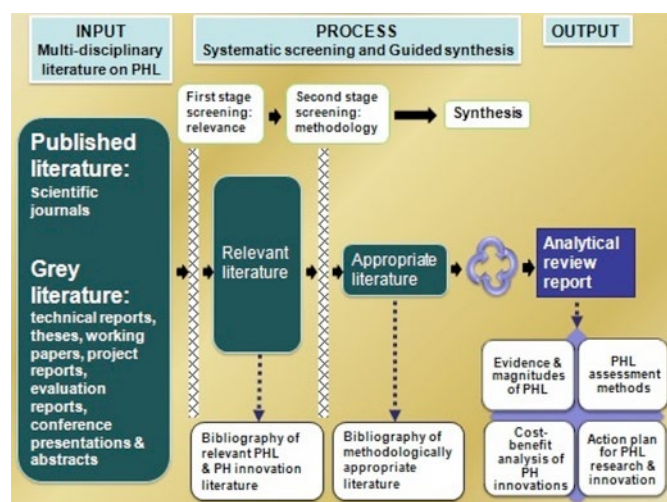 INPUT
Multi-disciplinary
literature on PHL
PROCESS
Systematic screening and Guided synthesis
OUTPUT
First stage
screening:
relevance
Second stage
screening:
methodology
Synthesis
Published
literature:
scientific
journals
Grey
literature:
technical reports,
theses, working
papers, project
reports,
evaluation
reports,
conference
presentations &
abstracts
Relevant
literature
Appropriate
literature
Analytical
review
report
Bibliography of
relevant PHL
& PH innovation
literature
Bibliography of
methodologically
appropriate literature
Evidence &
magnitudes of PHL
PHL
assessment
methods
Cost-
benefit
analysis of
PH
innovations
Action plan
for PHL
research &
innovation